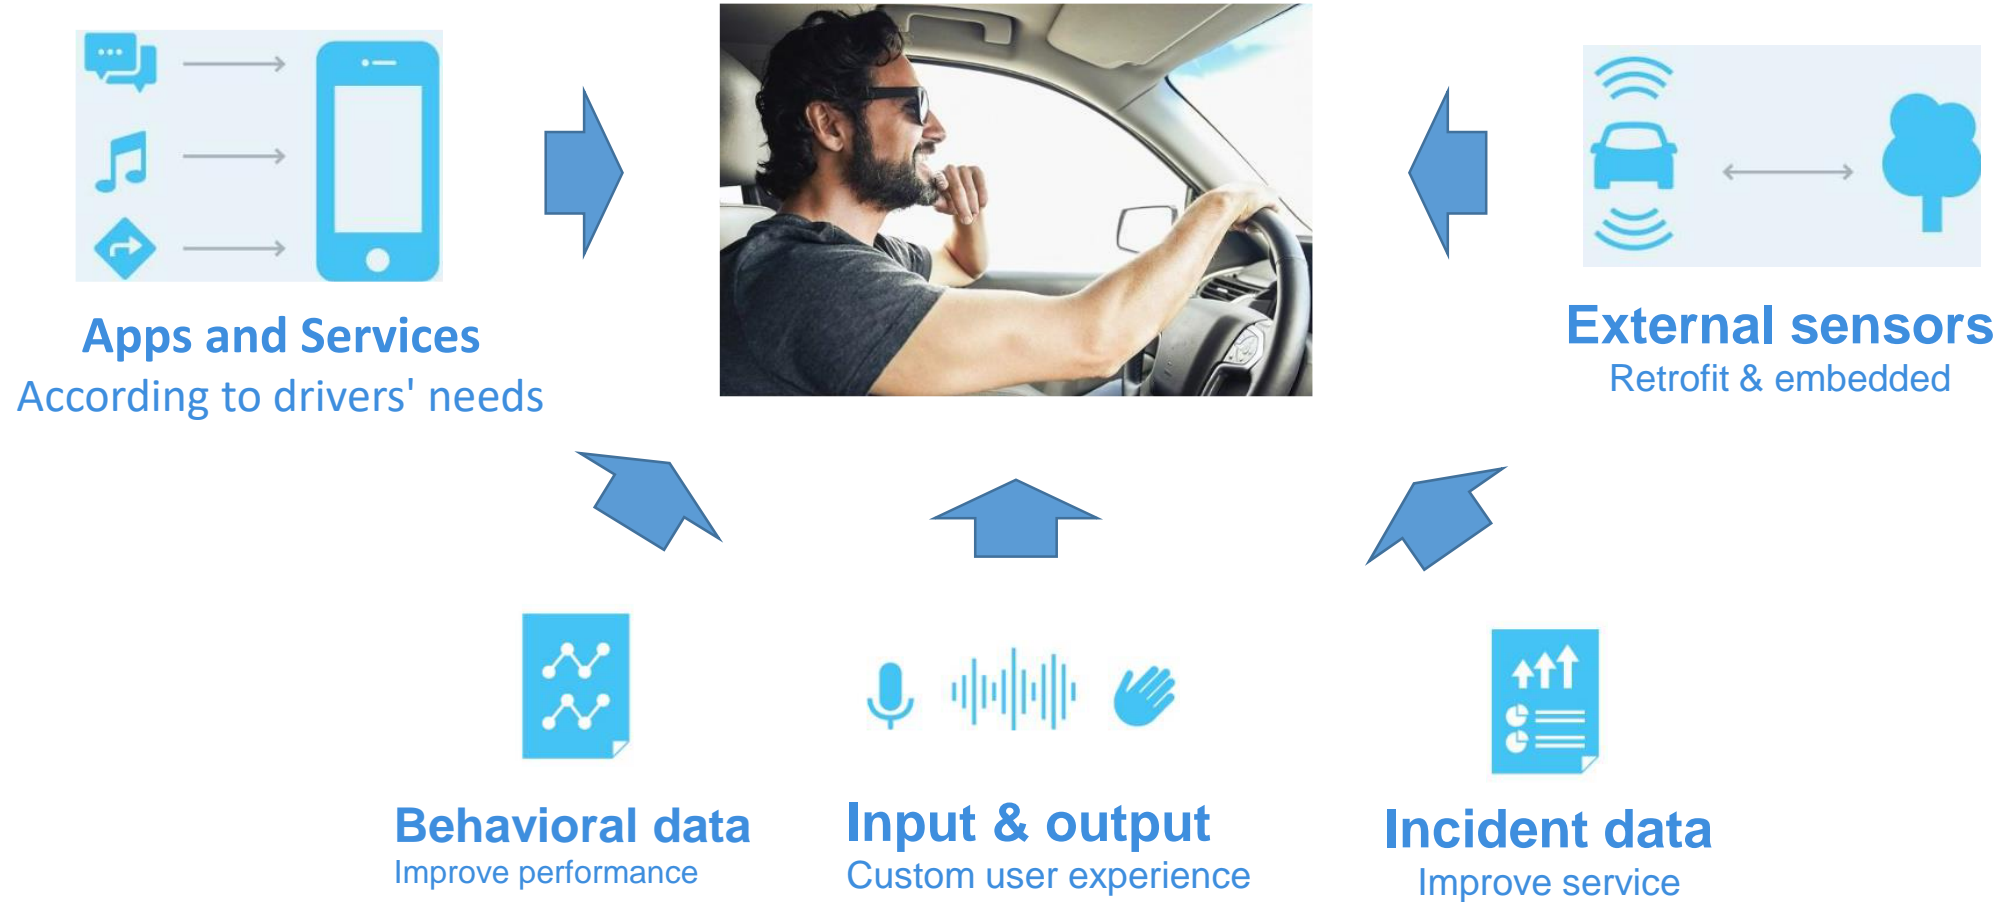 Apps and Services
According to drivers' needs
External sensors
Retrofit & embedded
Behavioral data
Improve performance
Input & output
Custom user experience
Incident data
Improve service